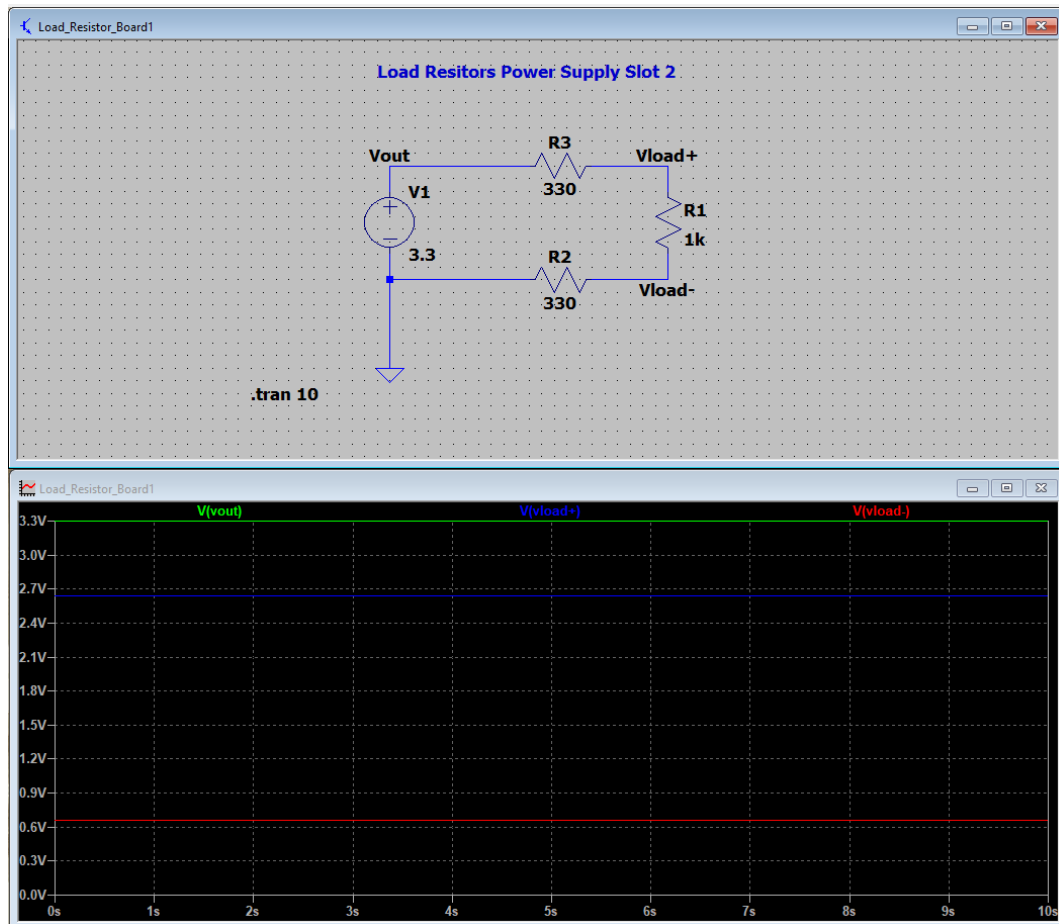 Load_Resistor_Board1
Load Resitors Power Supply Slot 2
R3
Vout
Vload+
V1
330
R1
1k
3.3
R2
Vload-
330
.tran 10
Load_Resistor_Board1
V(vout) V(vload+) V(vload-)
3.3V
3.0V
2.7V
2.4V
2.1V
1.8V
1.5V
1.2V
0.9V
0.6V
0.3V
0.0V
0s 1s 2s 3s 4s 5s 6s 7s 8s 9s 10s